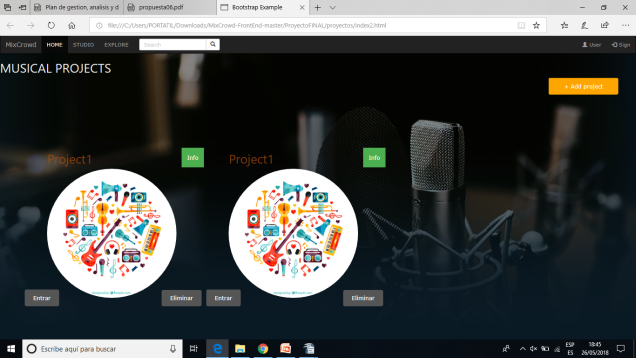 Plan de gestion, analisis y d
propuesta06.pdf
Bootstrap Example
file:///C:/Users/PORTATIL/Downloads/MixCrowd-FrontEnd-master/ProyectoFINAL/proyectos/index2.html
MixCrowd HOME STUDIO EXPLORE Search User Sign
MUSICAL PROJECTS
+ Add project
Project1 Info Project1 Info
Entrar Eliminar Entrar Eliminar
Escribe aquí para buscar
ESP 18:45
ES 26/05/2018